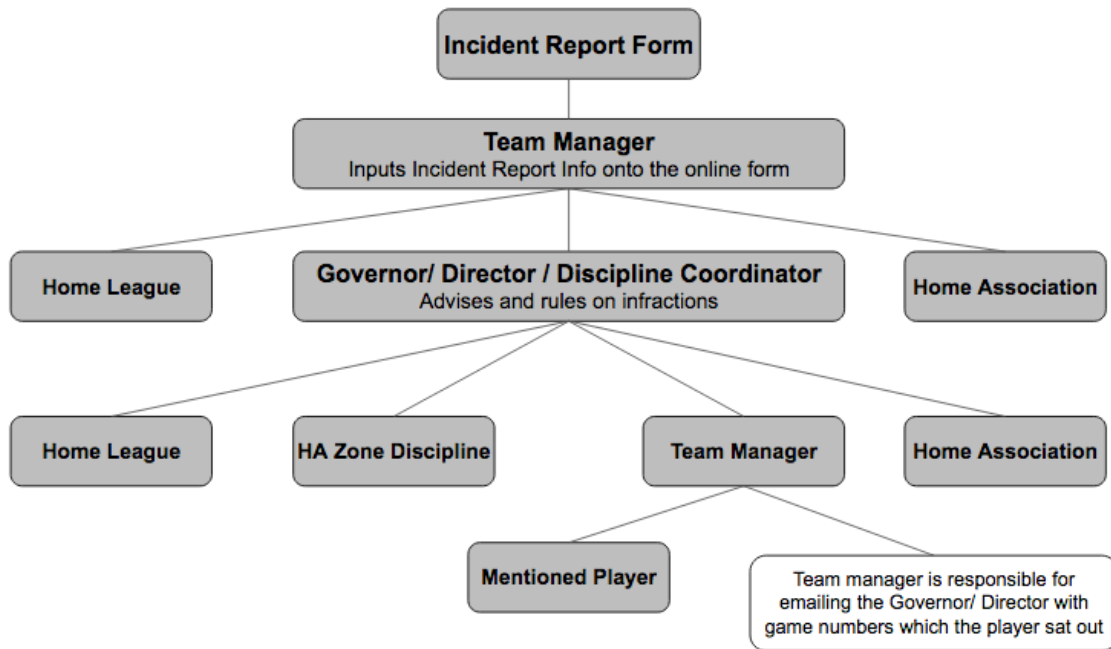 Incident Report Form
Team Manager
Inputs Incident Report Info onto the online form
Home League
Governor/ Director / Discipline Coordinator
Advises and rules on infractions
Home Association
Home League
HA Zone Discipline
Team Manager
Home Association
Mentioned Player
Team manager is responsible for
emailing the Governor/ Director with
game numbers which the player sat out